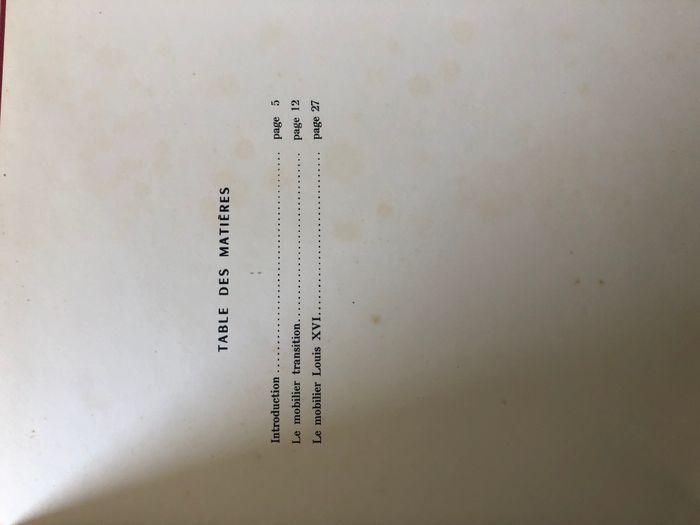 TABLE DES MATIÈRES
Introduction ........................................ page 5
Le mobilier transition................................ page 12
Le mobilier Louis XVI................................ page 27